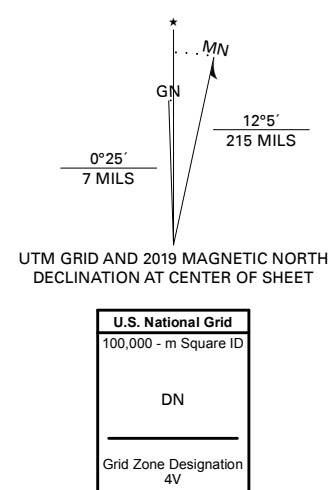 ★
MN
GN
12°5´
215 MILS
0°25´
7 MILS
UTM GRID AND 2019 MAGNETIC NORTH
DECLINATION AT CENTER OF SHEET
U.S. National Grid
100,000 - m Square ID
DN
Grid Zone Designation
4V